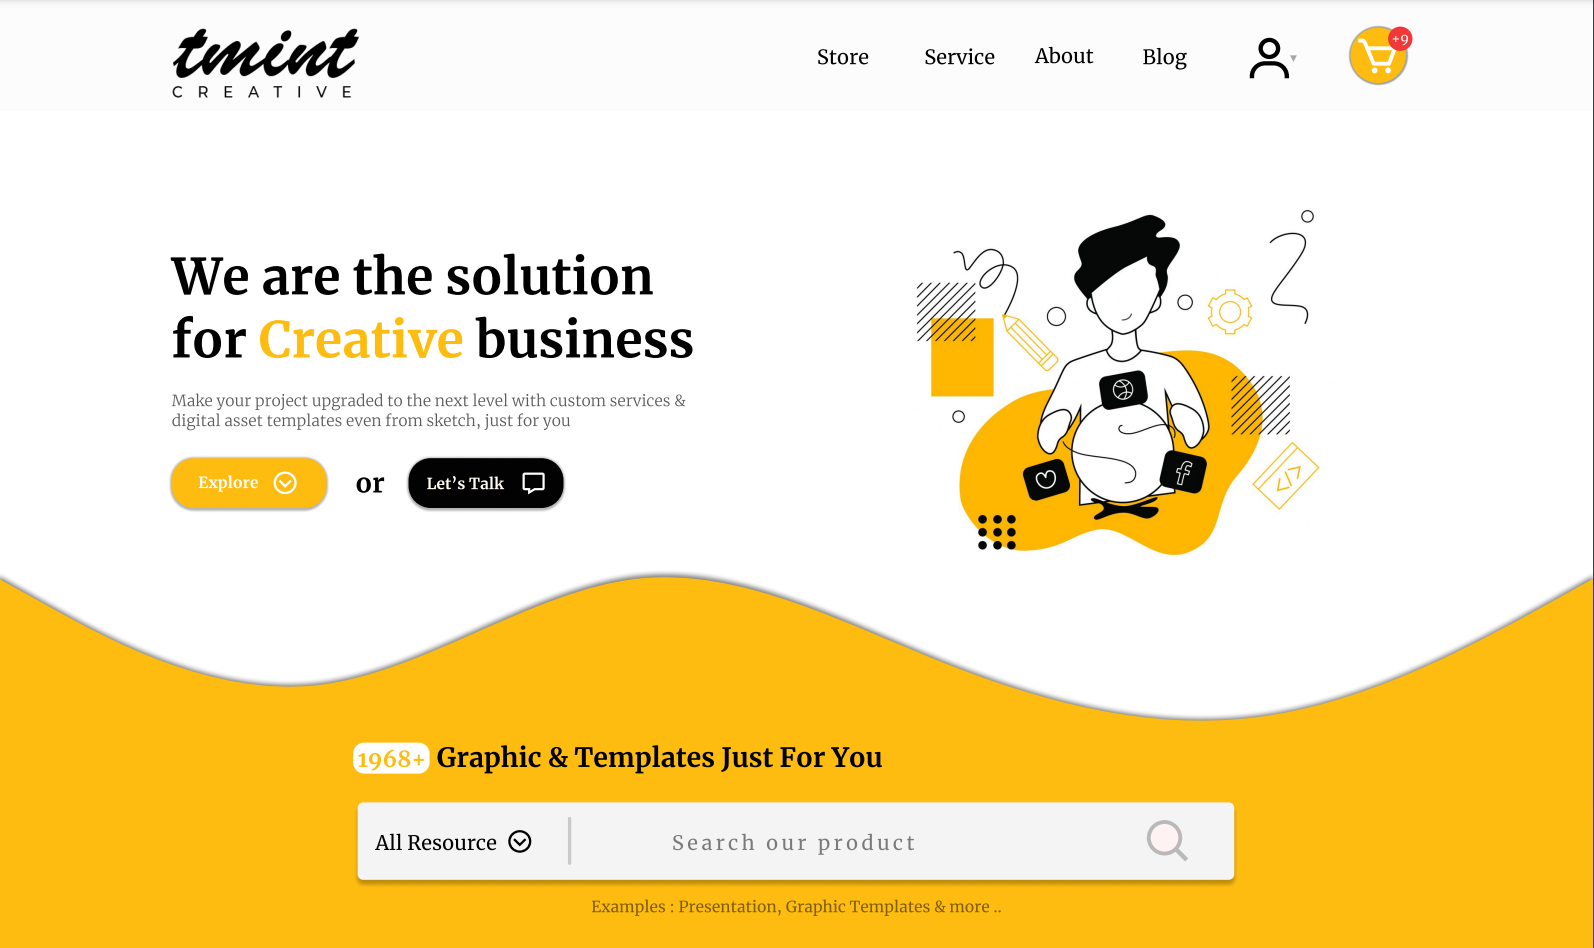 tmint
CREATIVE
Store Service About Blog
+9
We are the solution
for Creative business
Make your project upgraded to the next level with custom services &
digital asset templates even from sketch, just for you
Explore or Let's Talk
1968+ Graphic & Templates Just For You
All Resource Search our product
Examples : Presentation, Graphic Templates & more ..